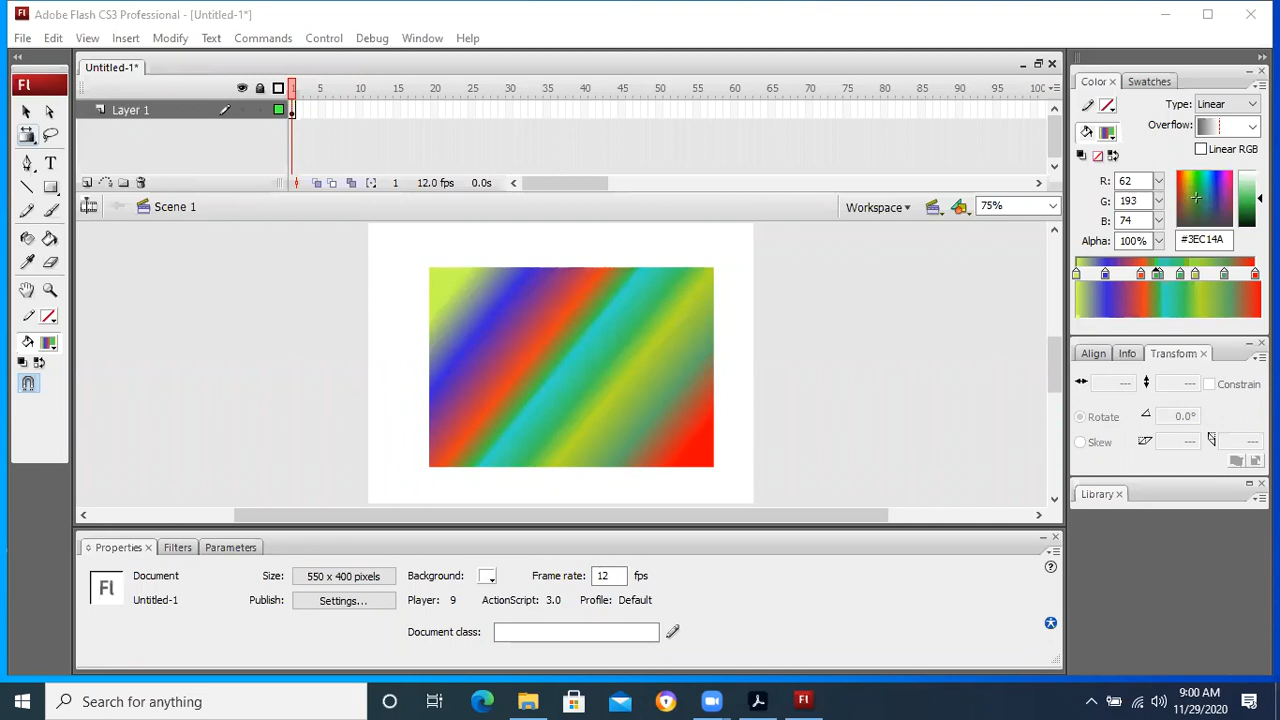 Fl Adobe Flash CS3 Professional - [Untitled-1*]
File Edit View Insert Modify Text Commands Control Debug Window Help
Fl
Untitled-1*
1 5 10 15 20 25 30 35 40 45 50 55 60 65 70 75 80 85 90 95 100
Layer 1
1 12.0 fps 0.0s
Scene 1 Workspace 75%
Color Swatches
Type: Linear
Overflow:
Linear RGB
R: 62
G: 193
B: 74
Alpha: 100% #3EC14A
Align Info Transform
--- --- Constrain
Rotate 0.0°
Skew --- ---
Library
Properties Filters Parameters
Fl Document Size: 550 x 400 pixels Background: Frame rate: 12 fps
Untitled-1 Publish: Settings... Player: 9 ActionScript: 3.0 Profile: Default
Document class:
Search for anything
Fl
9:00 AM
11/29/2020